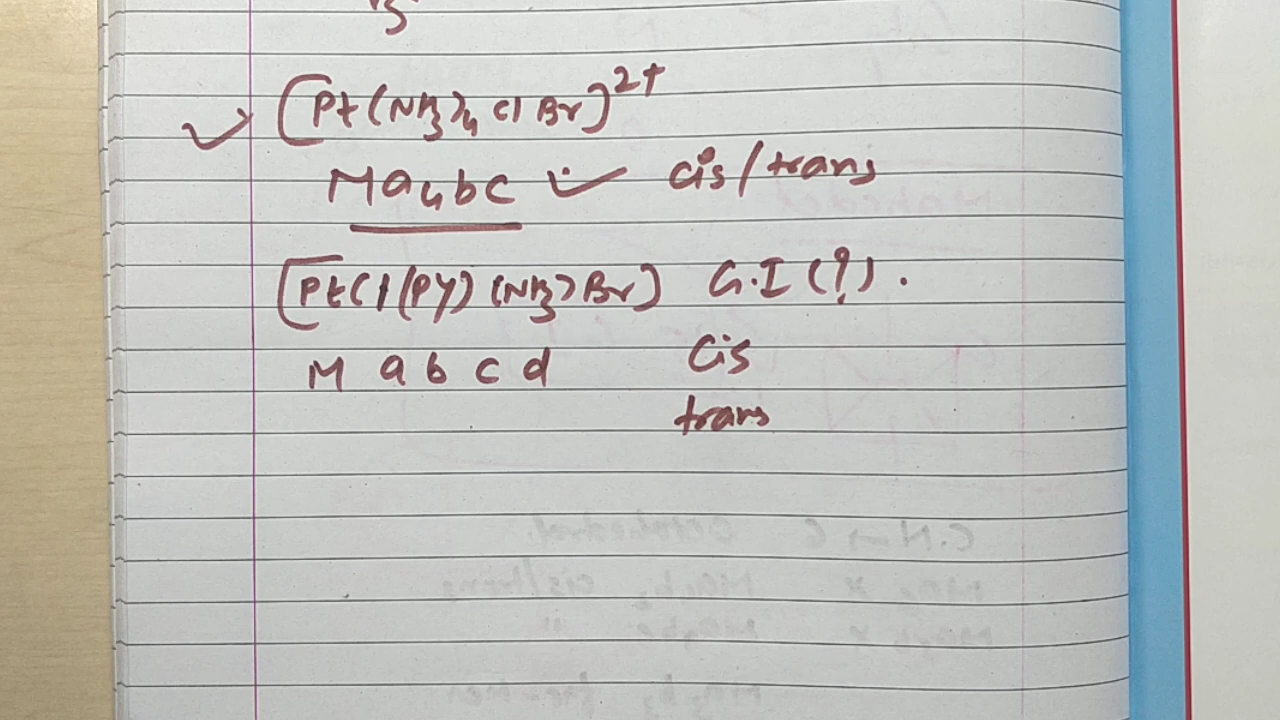 [Pt(NH3)4 Cl Br]2+
Ma4bc cis/trans
[PtCl(PY)(NH3)Br] G.I(?).
M a b c d cis
trans